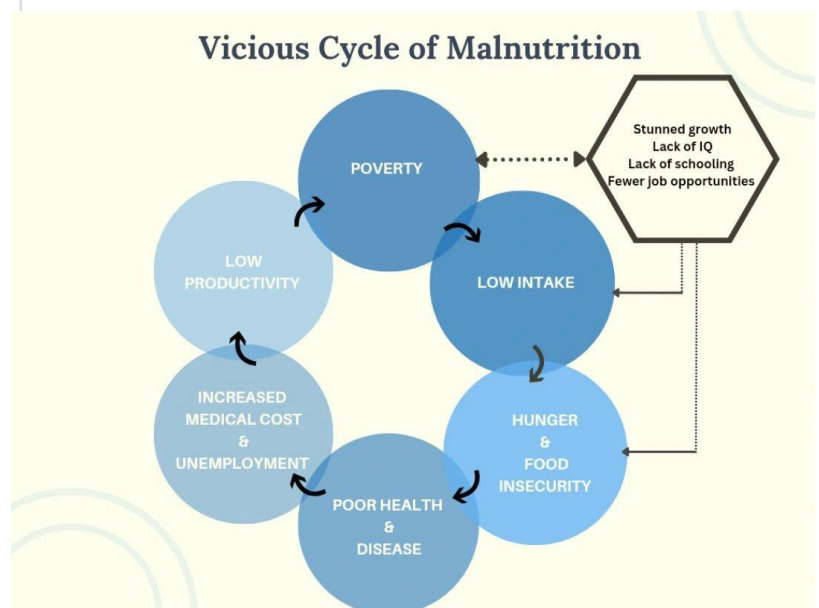 Vicious Cycle of Malnutrition
POVERTY
Stunned growth
Lack of IQ
Lack of schooling
Fewer job opportunities
LOW INTAKE
HUNGER
&
FOOD
INSECURITY
POOR HEALTH
&
DISEASE
INCREASED
MEDICAL COST
&
UNEMPLOYMENT
LOW
PRODUCTIVITY